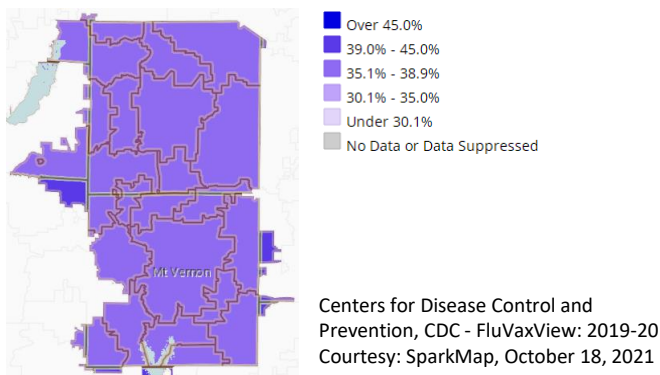 Over 45.0%
39.0% - 45.0%
35.1% - 38.9%
30.1% - 35.0%
Under 30.1%
No Data or Data Suppressed
Mt Vernon
Centers for Disease Control and
Prevention, CDC - FluVaxView: 2019-20
Courtesy: SparkMap, October 18, 2021